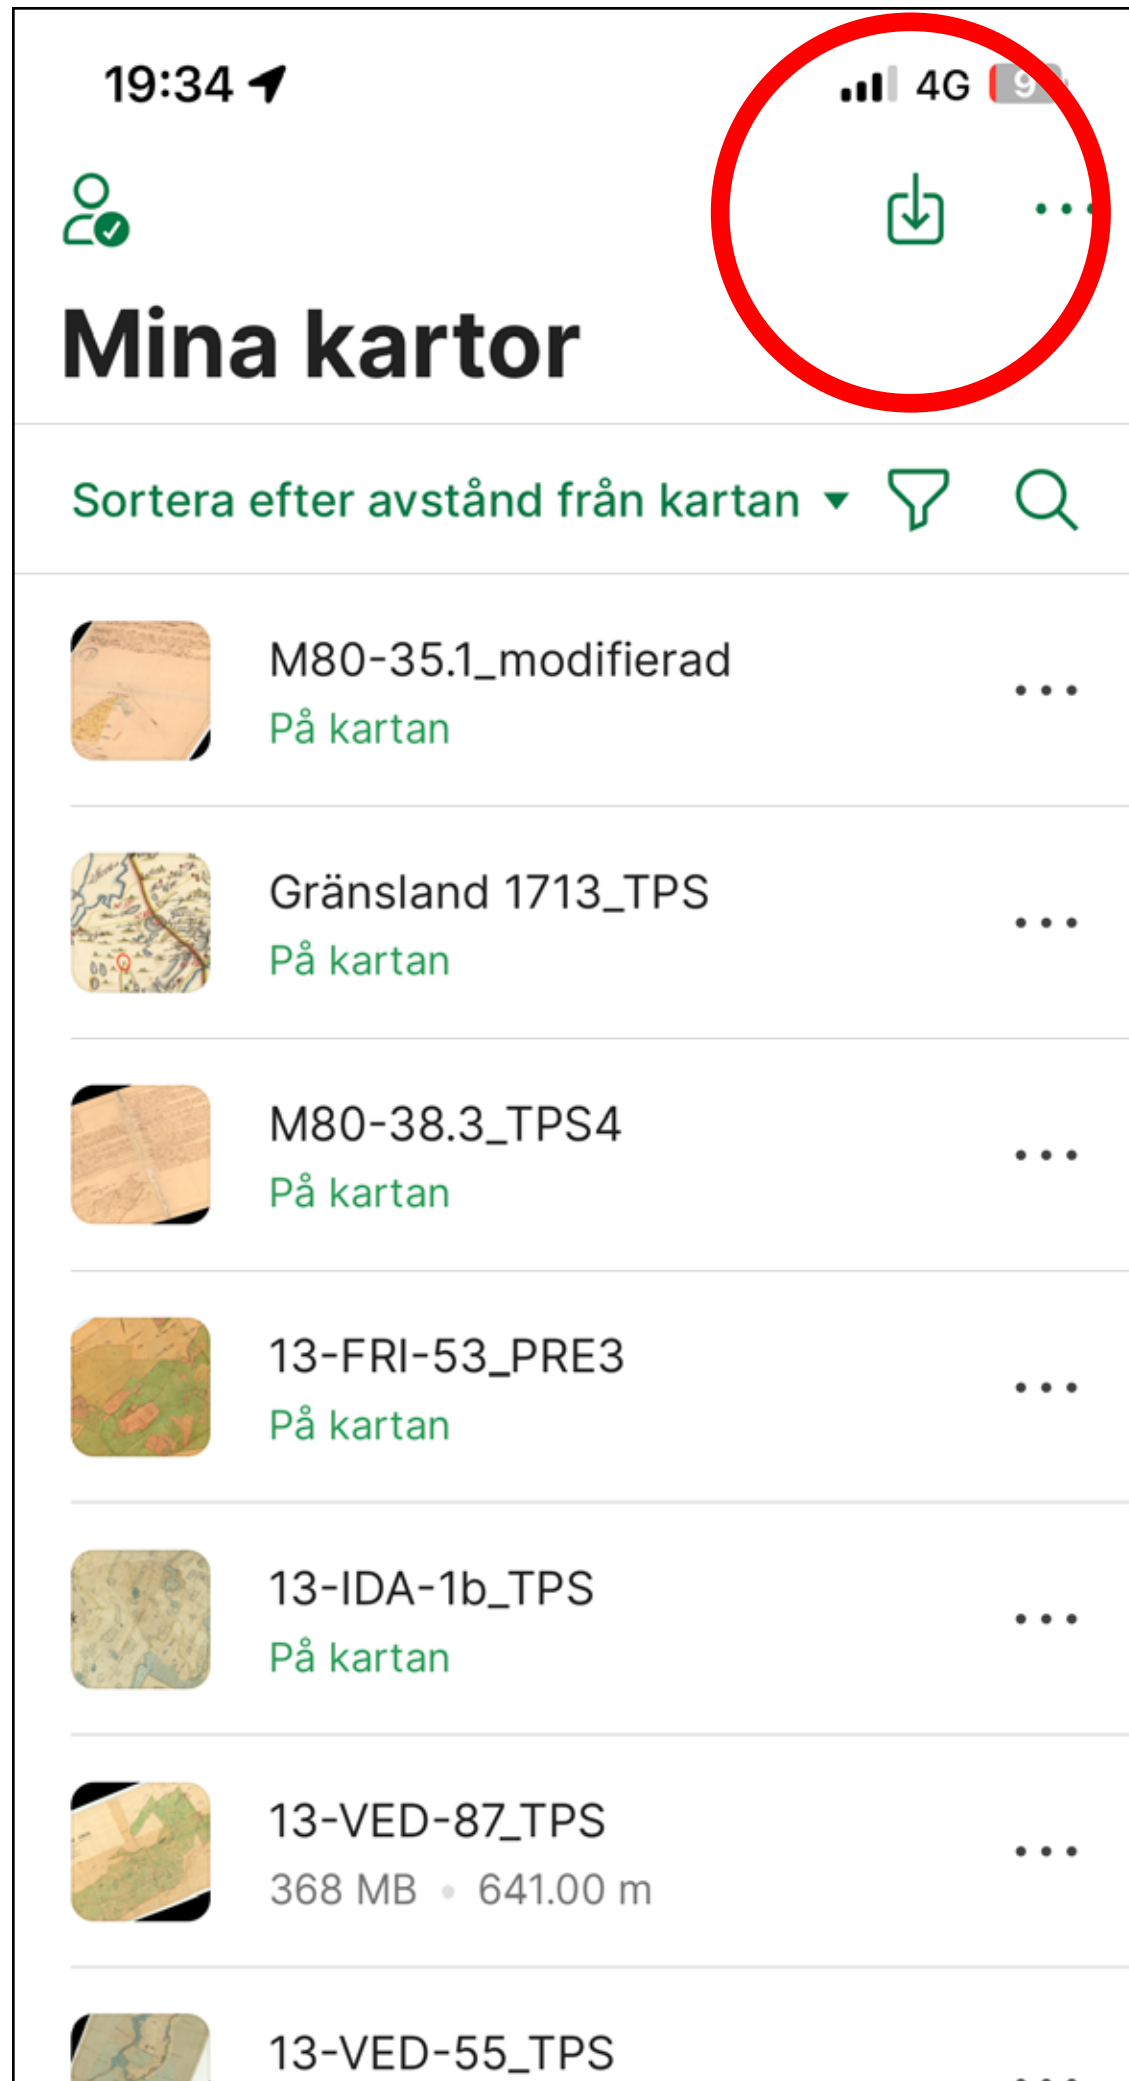 19:34
4G
9
Mina kartor
Sortera efter avstånd från kartan
M80-35.1_modifierad
På kartan
Gränsland 1713_TPS
På kartan
M80-38.3_TPS4
På kartan
13-FRI-53_PRE3
På kartan
13-IDA-1b_TPS
På kartan
13-VED-87_TPS
368 MB • 641.00 m
13-VED-55_TPS